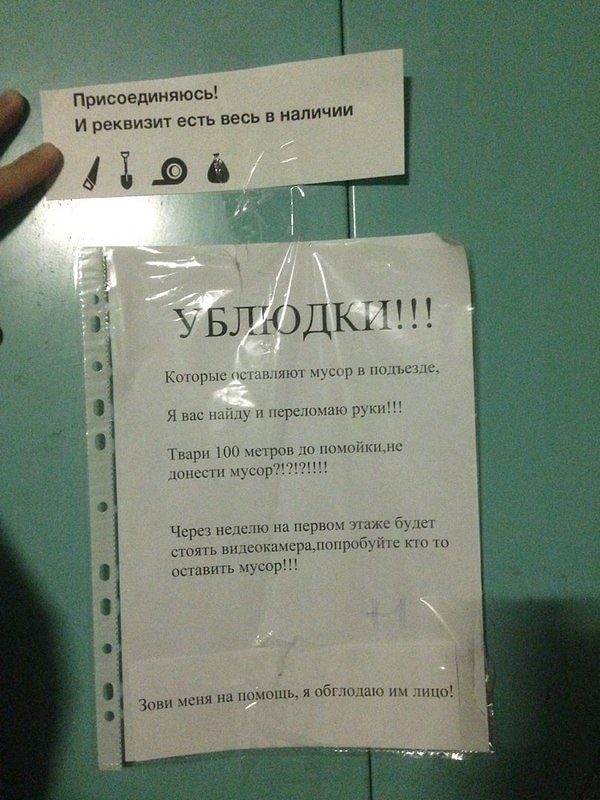 Присоединяюсь!
И реквизит есть весь в наличии
УБЛЮДКИ!!!
Которые оставляют мусор в подъезде,
Я вас найду и переломаю руки!!!
Твари 100 метров до помойки,не
донести мусор?!?!?!!!!
Через неделю на первом этаже будет
стоять видеокамера,попробуйте кто то
оставить мусор!!!
+1
Зови меня на помощь, я обглодаю им лицо!